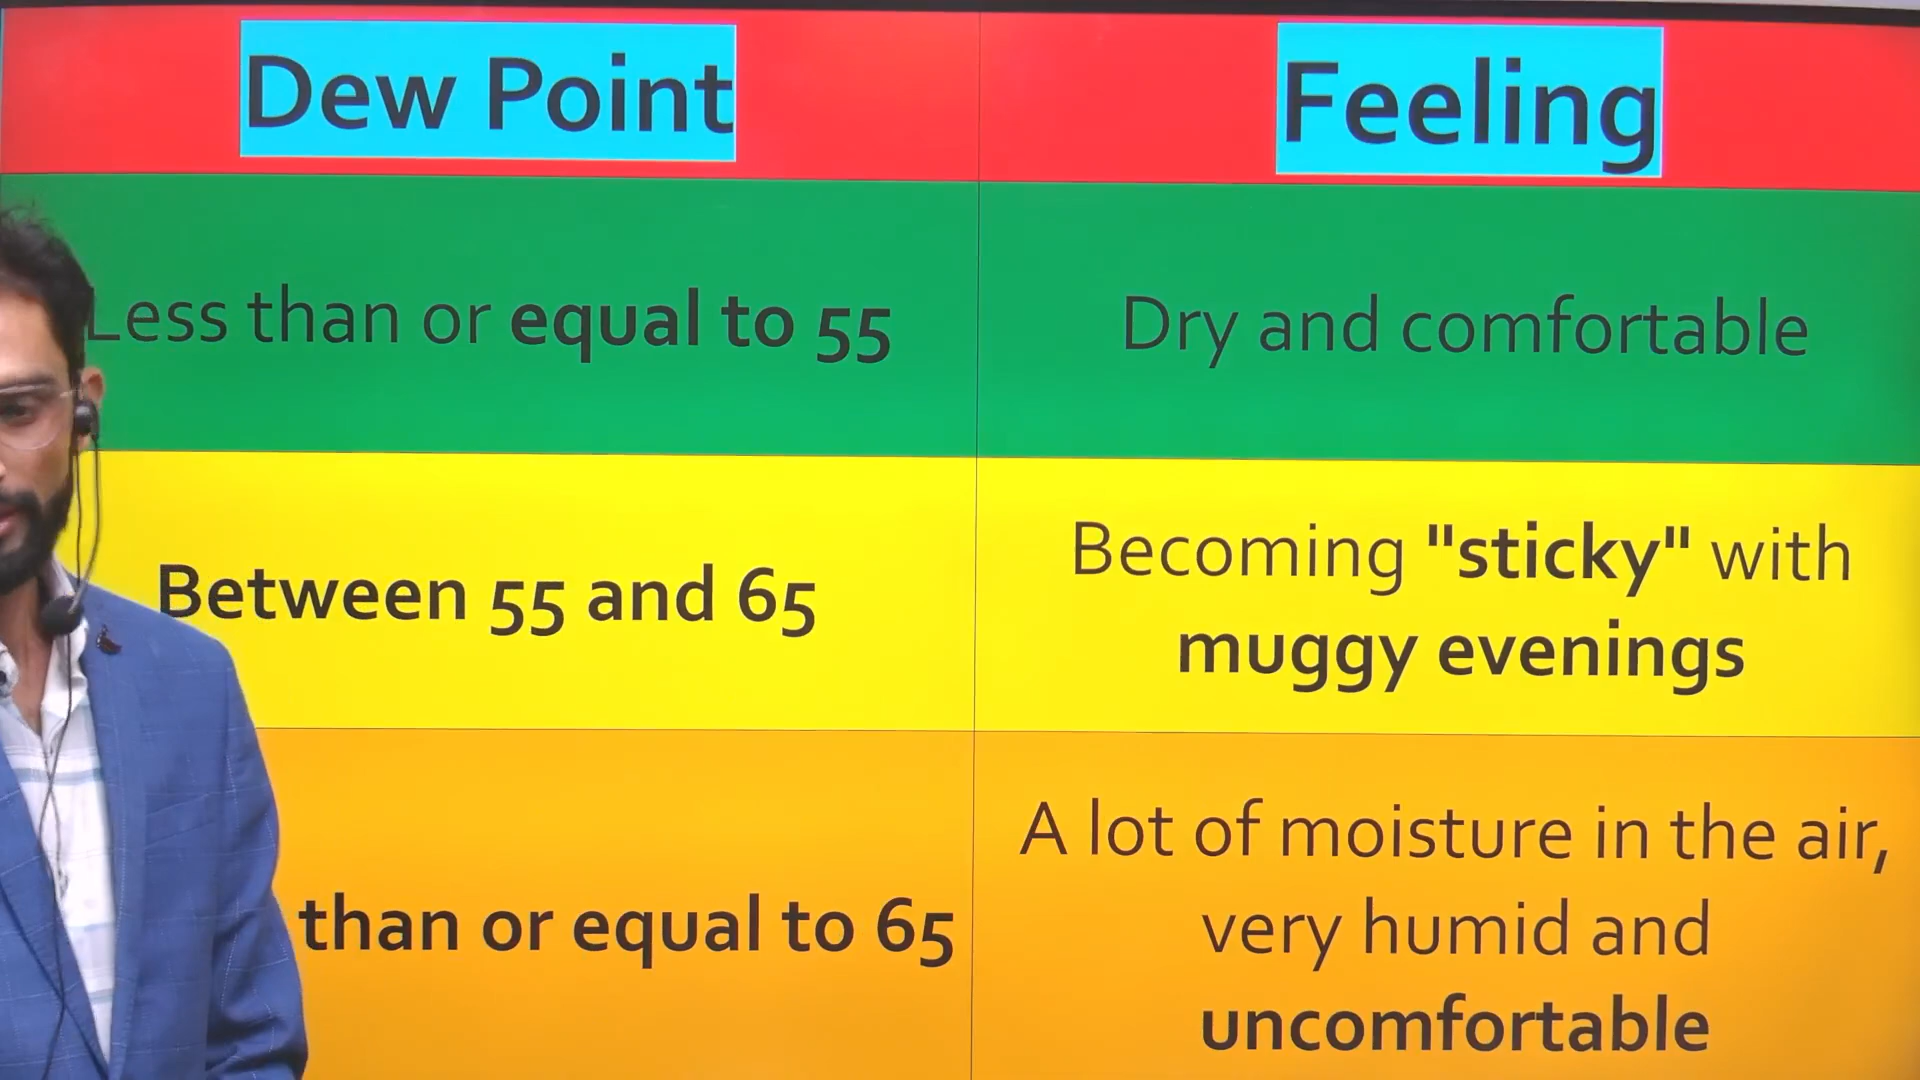 Dew Point
Feeling
Less than or equal to 55
Dry and comfortable
Between 55 and 65
Becoming "sticky" with
muggy evenings
than or equal to 65
A lot of moisture in the air,
very humid and
uncomfortable